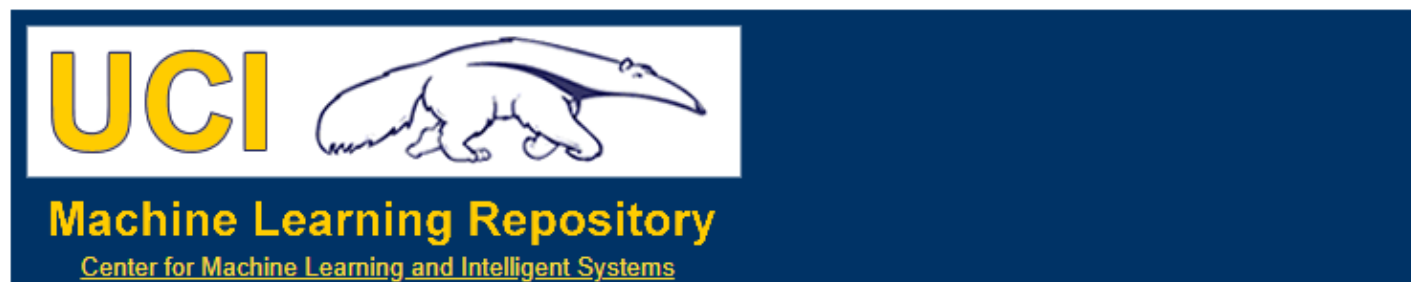 UCI
Machine Learning Repository
Center for Machine Learning and Intelligent Systems